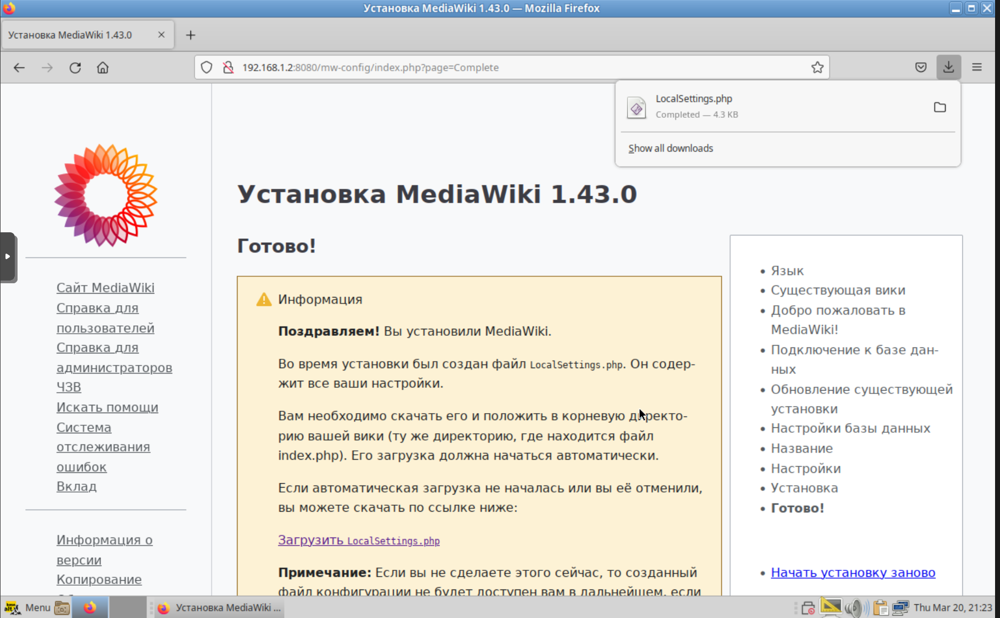 Установка MediaWiki 1.43.0 — Mozilla Firefox
Установка MediaWiki 1.43.0
192.168.1.2:8080/mw-config/index.php?page=Complete
LocalSettings.php
Completed — 4.3 KB
Show all downloads
Установка MediaWiki 1.43.0
Готово!
Информация
Поздравляем! Вы установили MediaWiki.
Во время установки был создан файл LocalSettings.php. Он содер-
жит все ваши настройки.
Вам необходимо скачать его и положить в корневую директо-
рию вашей вики (ту же директорию, где находится файл
index.php). Его загрузка должна начаться автоматически.
Если автоматическая загрузка не началась или вы её отменили,
вы можете скачать по ссылке ниже:
Загрузить LocalSettings.php
Примечание: Если вы не сделаете этого сейчас, то созданный
файл конфигурации не будет доступен вам в дальнейшем, если
Сайт MediaWiki
Справка для
пользователей
Справка для
администраторов
ЧЗВ
Искать помощи
Система
отслеживания
ошибок
Вклад
Информация о
версии
Копирование
Язык
Существующая вики
Добро пожаловать в
MediaWiki!
Подключение к базе дан-
ных
Обновление существующей
установки
Настройки базы данных
Название
Настройки
Установка
Готово!
Начать установку заново
Menu
Установка MediaWiki ...
Thu Mar 20, 21:23